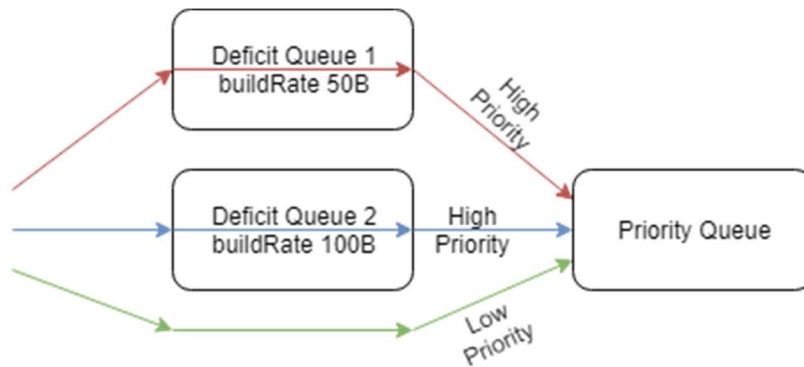 Deficit Queue 1
buildRate 50B
High
Priority
Deficit Queue 2
buildRate 100B
High
Priority
Priority Queue
Low
Priority